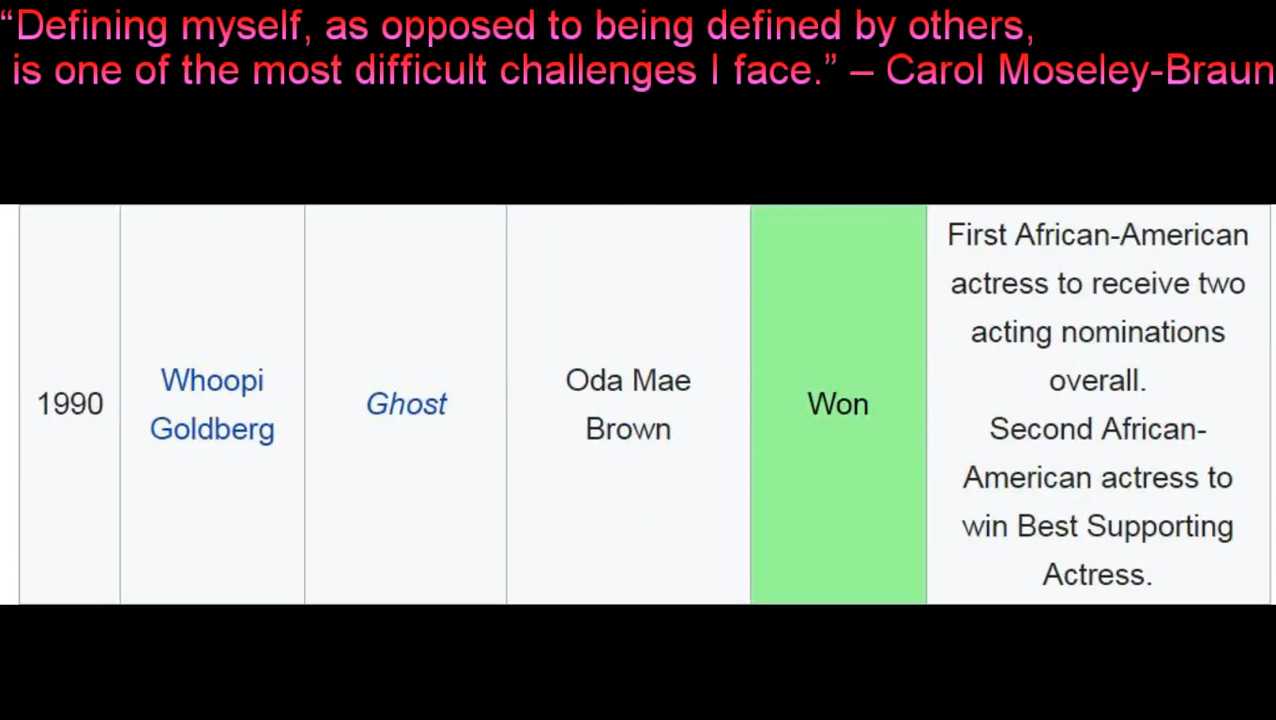 “Defining myself, as opposed to being defined by others,
is one of the most difficult challenges I face.” – Carol Moseley-Braun
1990
Whoopi
Goldberg
Ghost
Oda Mae
Brown
Won
First African-American
actress to receive two
acting nominations
overall.
Second African-
American actress to
win Best Supporting
Actress.